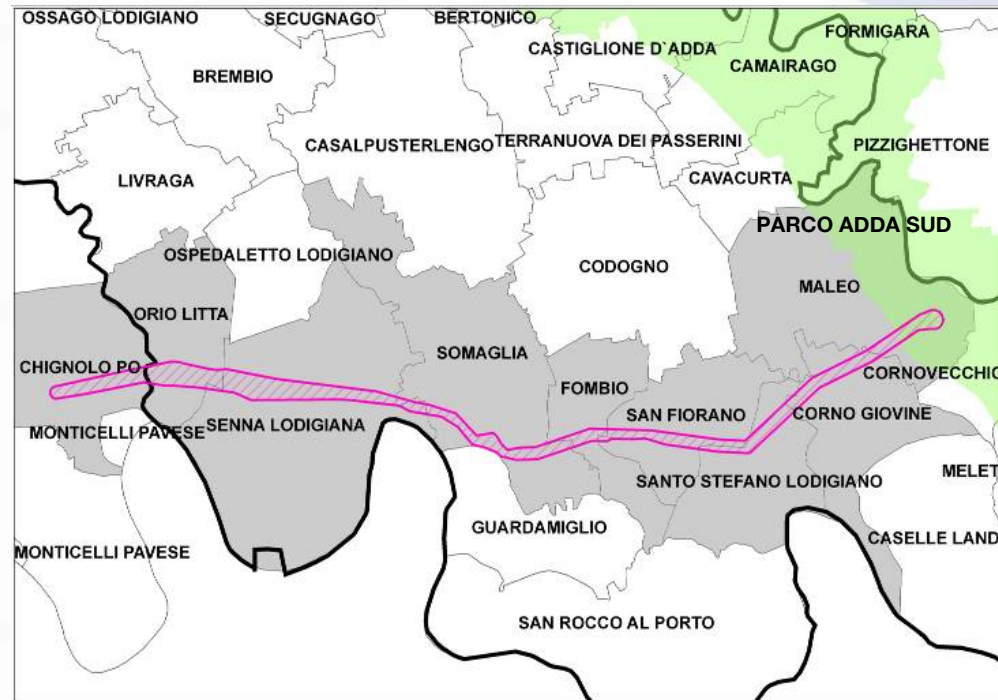 OSSAGO LODIGIANO
SECUGNAGO
BERTONICO
FORMIGARA
CASTIGLIONE D`ADDA
CAMAIRAGO
BREMBIO
CASALPUSTERLENGO
TERRANUOVA DEI PASSERINI
PIZZIGHETTONE
LIVRAGA
CAVACURTA
PARCO ADDA SUD
OSPEDALETTO LODIGIANO
CODOGNO
MALEO
ORIO LITTA
SOMAGLIA
CHIGNOLO PO
FOMBIO
CORNOVECCHIO
SAN FIORANO
CORNO GIOVINE
MONTICELLI PAVESE
SENNA LODIGIANA
MELET
SANTO STEFANO LODIGIANO
GUARDAMIGLIO
CASELLE LAND
MONTICELLI PAVESE
SAN ROCCO AL PORTO